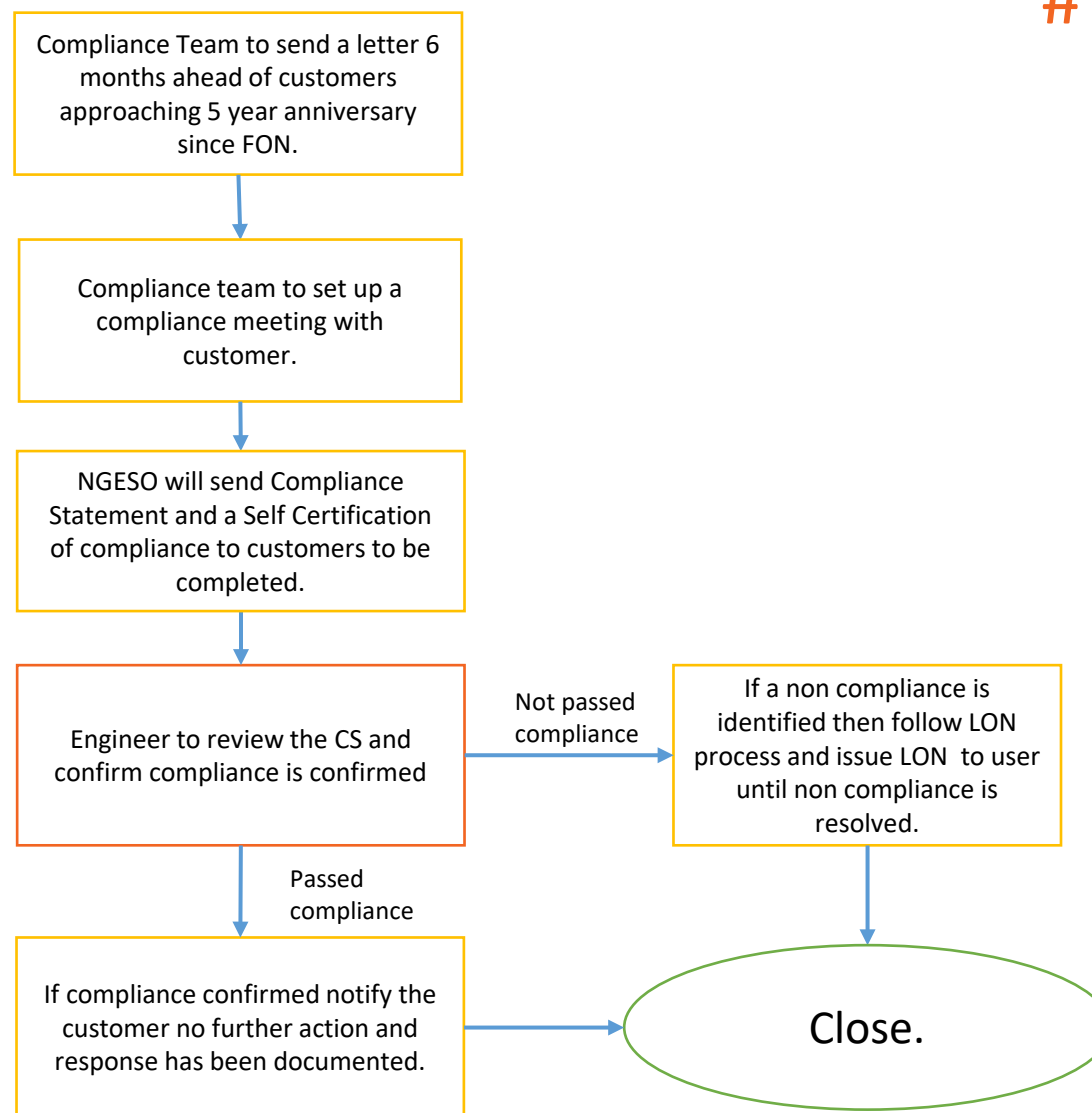 #
Compliance Team to send a letter 6
months ahead of customers
approaching 5 year anniversary
since FON.
Compliance team to set up a
compliance meeting with
customer.
NGESO will send Compliance
Statement and a Self Certification
of compliance to customers to be
completed.
Engineer to review the CS and
confirm compliance is confirmed
Not passed
compliance
If a non compliance is
identified then follow LON
process and issue LON  to user
until non compliance is
resolved.
Passed
compliance
If compliance confirmed notify the
customer no further action and
response has been documented.
Close.